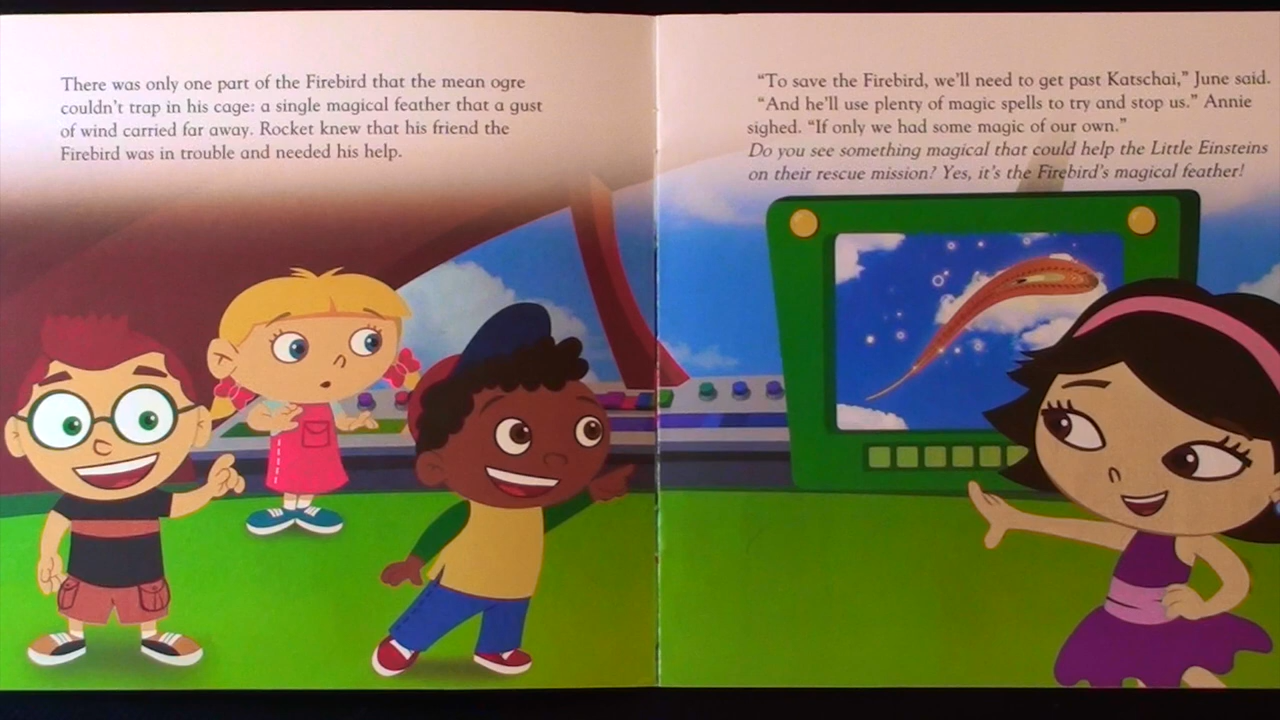 There was only one part of the Firebird that the mean ogre
couldn’t trap in his cage: a single magical feather that a gust
of wind carried far away. Rocket knew that his friend the
Firebird was in trouble and needed his help.
“To save the Firebird, we’ll need to get past Katschai,” June said.
“And he’ll use plenty of magic spells to try and stop us.” Annie
sighed. “If only we had some magic of our own.”
Do you see something magical that could help the Little Einsteins
on their rescue mission? Yes, it’s the Firebird’s magical feather!